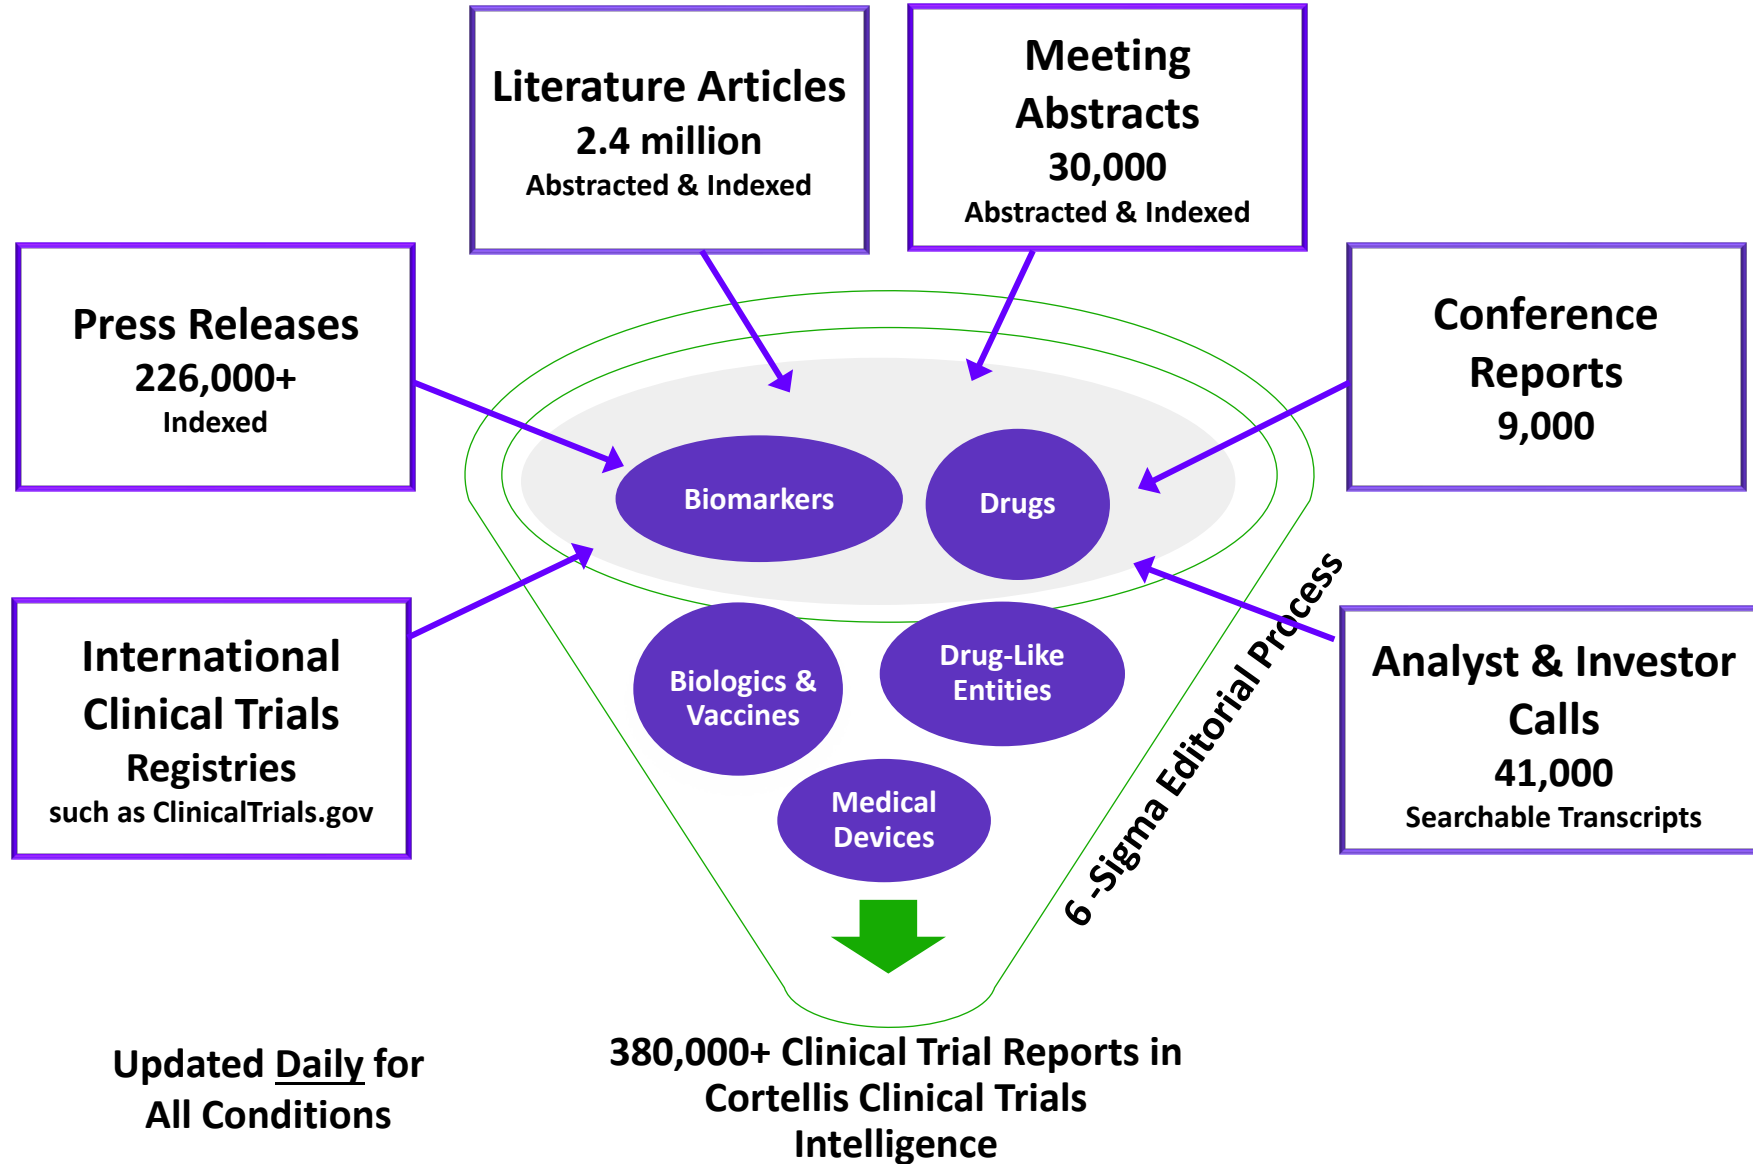 Literature Articles
2.4 million
Abstracted & Indexed
Meeting
Abstracts
30,000
Abstracted & Indexed
Press Releases
226,000+
Indexed
Conference
Reports
9,000
Biomarkers
Drugs
International
Clinical Trials
Registries
such as ClinicalTrials.gov
Biologics &
Vaccines
Drug-Like
Entities
Medical
Devices
6 -Sigma Editorial Process
Analyst & Investor
Calls
41,000
Searchable Transcripts
Updated Daily for
All Conditions
380,000+ Clinical Trial Reports in
Cortellis Clinical Trials
Intelligence